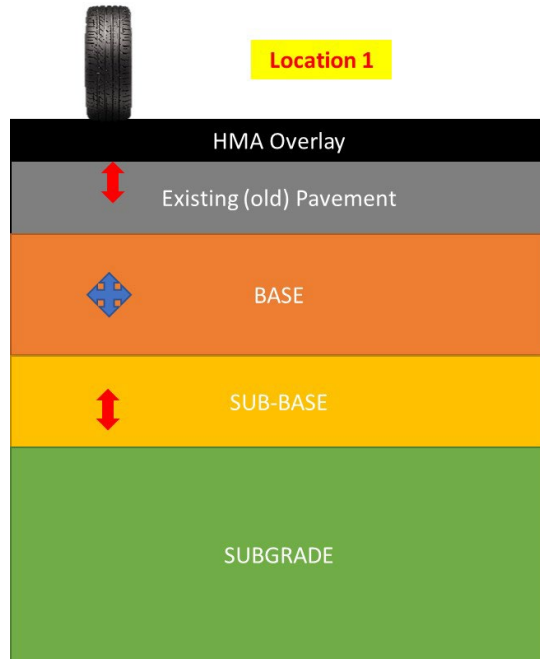 Location 1
HMA Overlay
Existing (old) Pavement
BASE
SUB-BASE
SUBGRADE